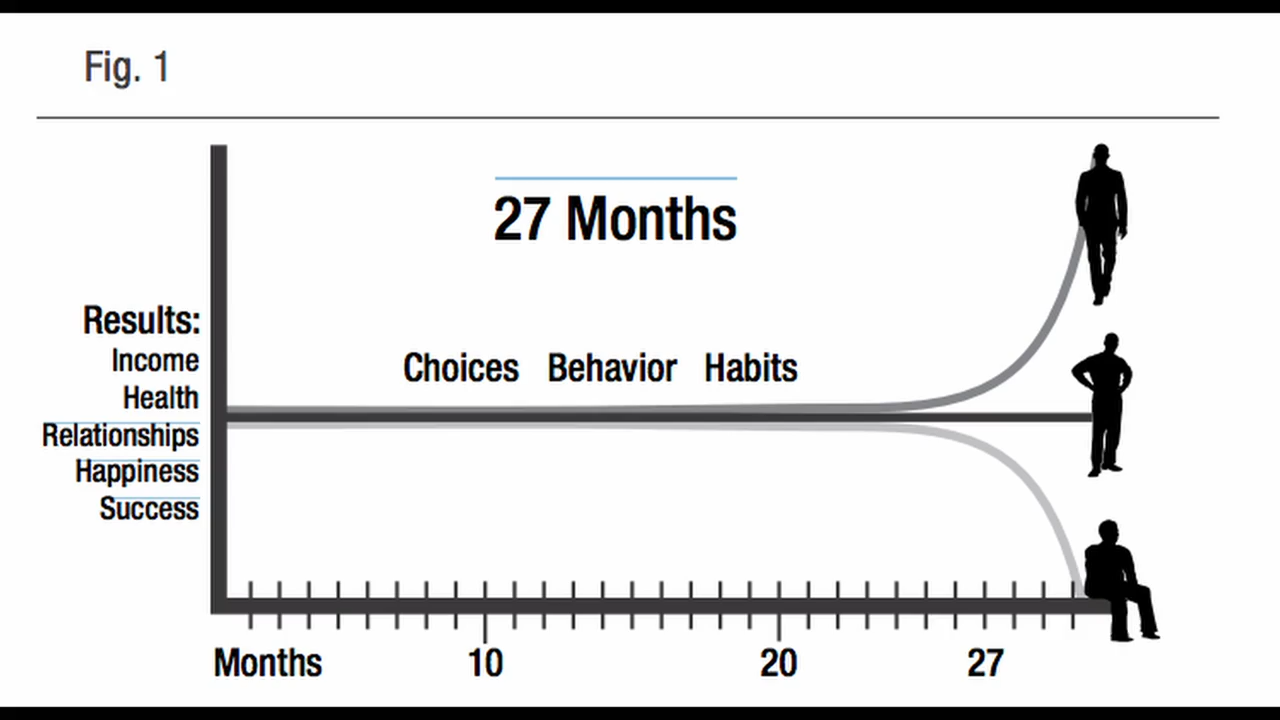 Fig. 1
27 Months
Results:
Income
Health
Relationships
Happiness
Success
Choices Behavior Habits
Months 10 20 27